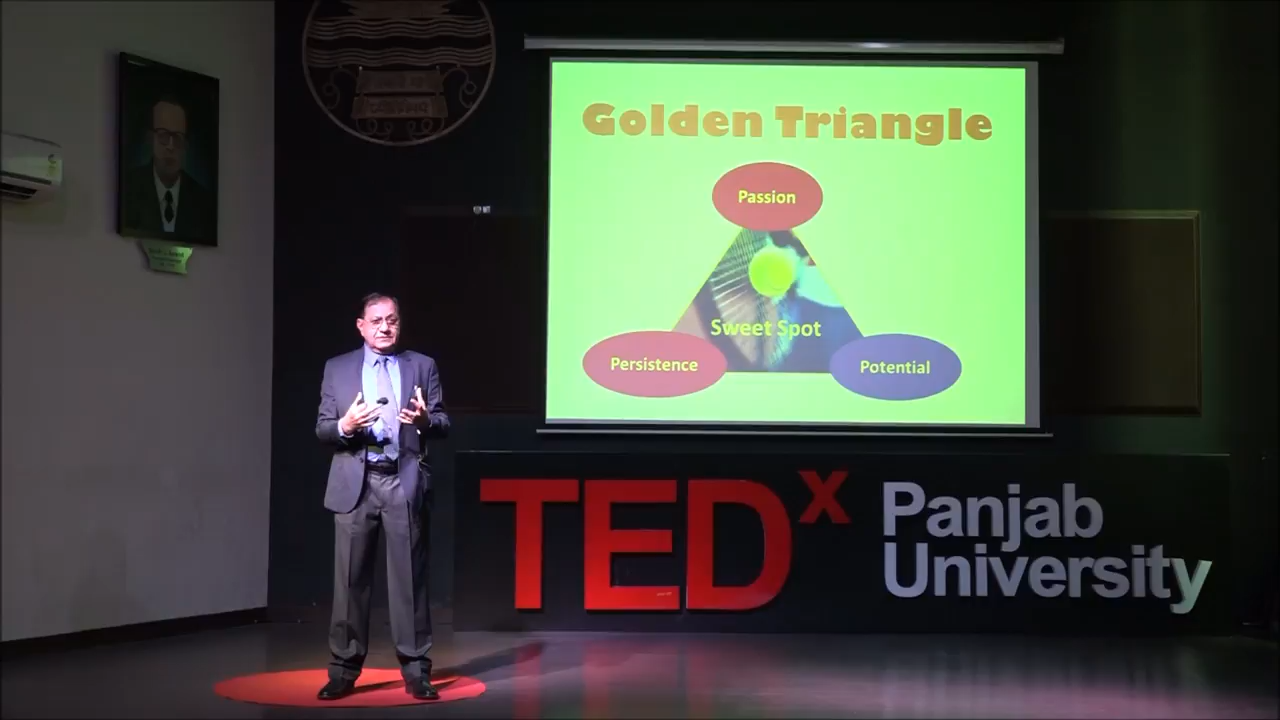 Golden Triangle
Passion
Sweet Spot
Persistence
Potential
TEDx
Panjab
University